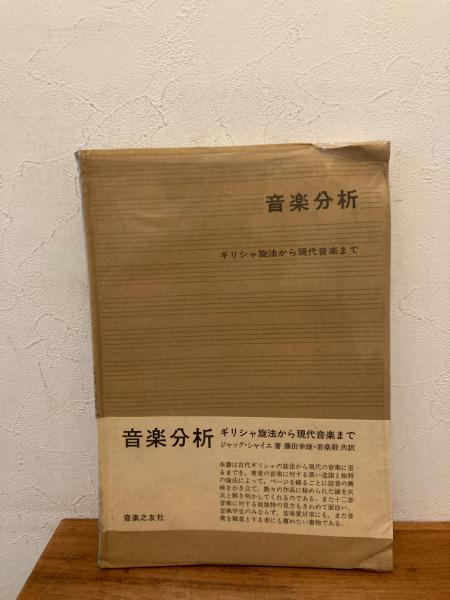 音楽分析
ギリシャ旋法から現代音楽まで
音楽分析
ギリシャ旋法から現代音楽まで
ジャック・シャイエ著 藤田幸雄・若桑毅 共訳
本書は古代ギリシャの旋法から現代の音楽に至
るまでを、著者の音楽に対する深い造詣と独特
の論法によって、ページを繰るごとに読者の興
味をかき立て、数々の作品に秘められた鍵を次
次と解き明かしてくれるのである。また十二音
音楽に対する彼独特の見方もきわめて面白い。
音楽学生のみならず、音楽愛好家にも、また音
楽を職業とする者にも薦めたい書物である。
音楽之友社